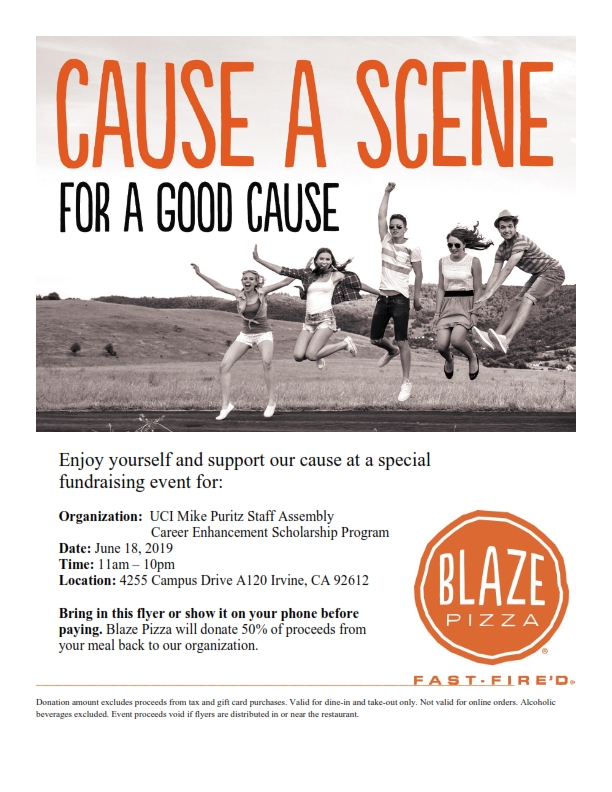 CAUSE A SCENE
FOR A GOOD CAUSE
Enjoy yourself and support our cause at a special
fundraising event for:
Organization: UCI Mike Puritz Staff Assembly
Career Enhancement Scholarship Program
Date: June 18, 2019
Time: 11am – 10pm
Location: 4255 Campus Drive A120 Irvine, CA 92612
Bring in this flyer or show it on your phone before
paying. Blaze Pizza will donate 50% of proceeds from
your meal back to our organization.
BLAZE
PIZZA
®
FAST-FIRE'D®
Donation amount excludes proceeds from tax and gift card purchases. Valid for dine-in and take-out only. Not valid for online orders. Alcoholic
beverages excluded. Event proceeds void if flyers are distributed in or near the restaurant.